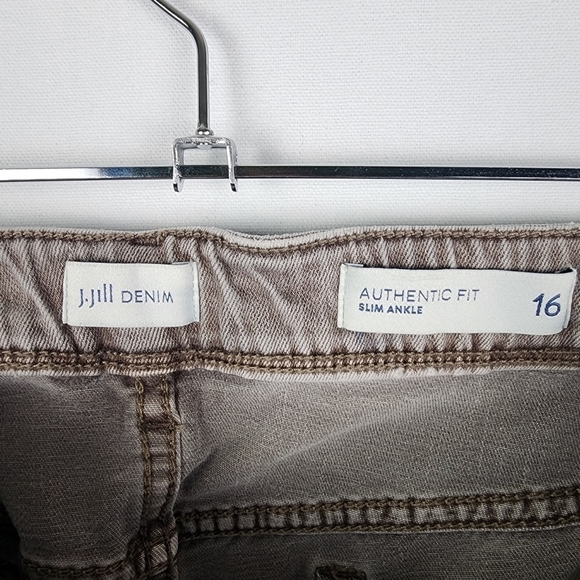 J.Jill DENIM
AUTHENTIC FIT
SLIM ANKLE
16